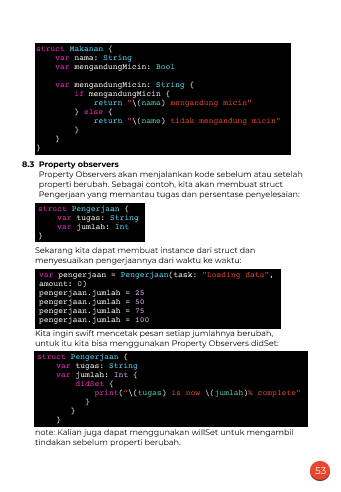 struct Makanan {
var nama: String
var mengandungMicin: Bool
var mengandungMicin: String {
if mengandungMicin {
return "\(nama) mengandung micin"
} else {
return "\(name) tidak mengandung micin"
}
}
}
8.3 Property observers
Property Observers akan menjalankan kode sebelum atau setelah
properti berubah. Sebagai contoh, kita akan membuat struct
Pengerjaan yang memantau tugas dan persentase penyelesaian:
struct Pengerjaan {
var tugas: String
var jumlah: Int
}
Sekarang kita dapat membuat instance dari struct dan
menyesuaikan pengerjaannya dari waktu ke waktu:
var pengerjaan = Pengerjaan(task: "Loading data",
amount: 0)
pengerjaan.jumlah = 25
pengerjaan.jumlah = 50
pengerjaan.jumlah = 75
pengerjaan.jumlah = 100
Kita ingin swift mencetak pesan setiap jumlahnya berubah,
untuk itu kita bisa menggunakan Property Observers didSet:
struct Pengerjaan {
var tugas: String
var jumlah: Int {
didSet {
print("\(tugas) is now \(jumlah)% complete"
}
}
}
note: Kalian juga dapat menggunakan willSet untuk mengambil
tindakan sebelum properti berubah.
53